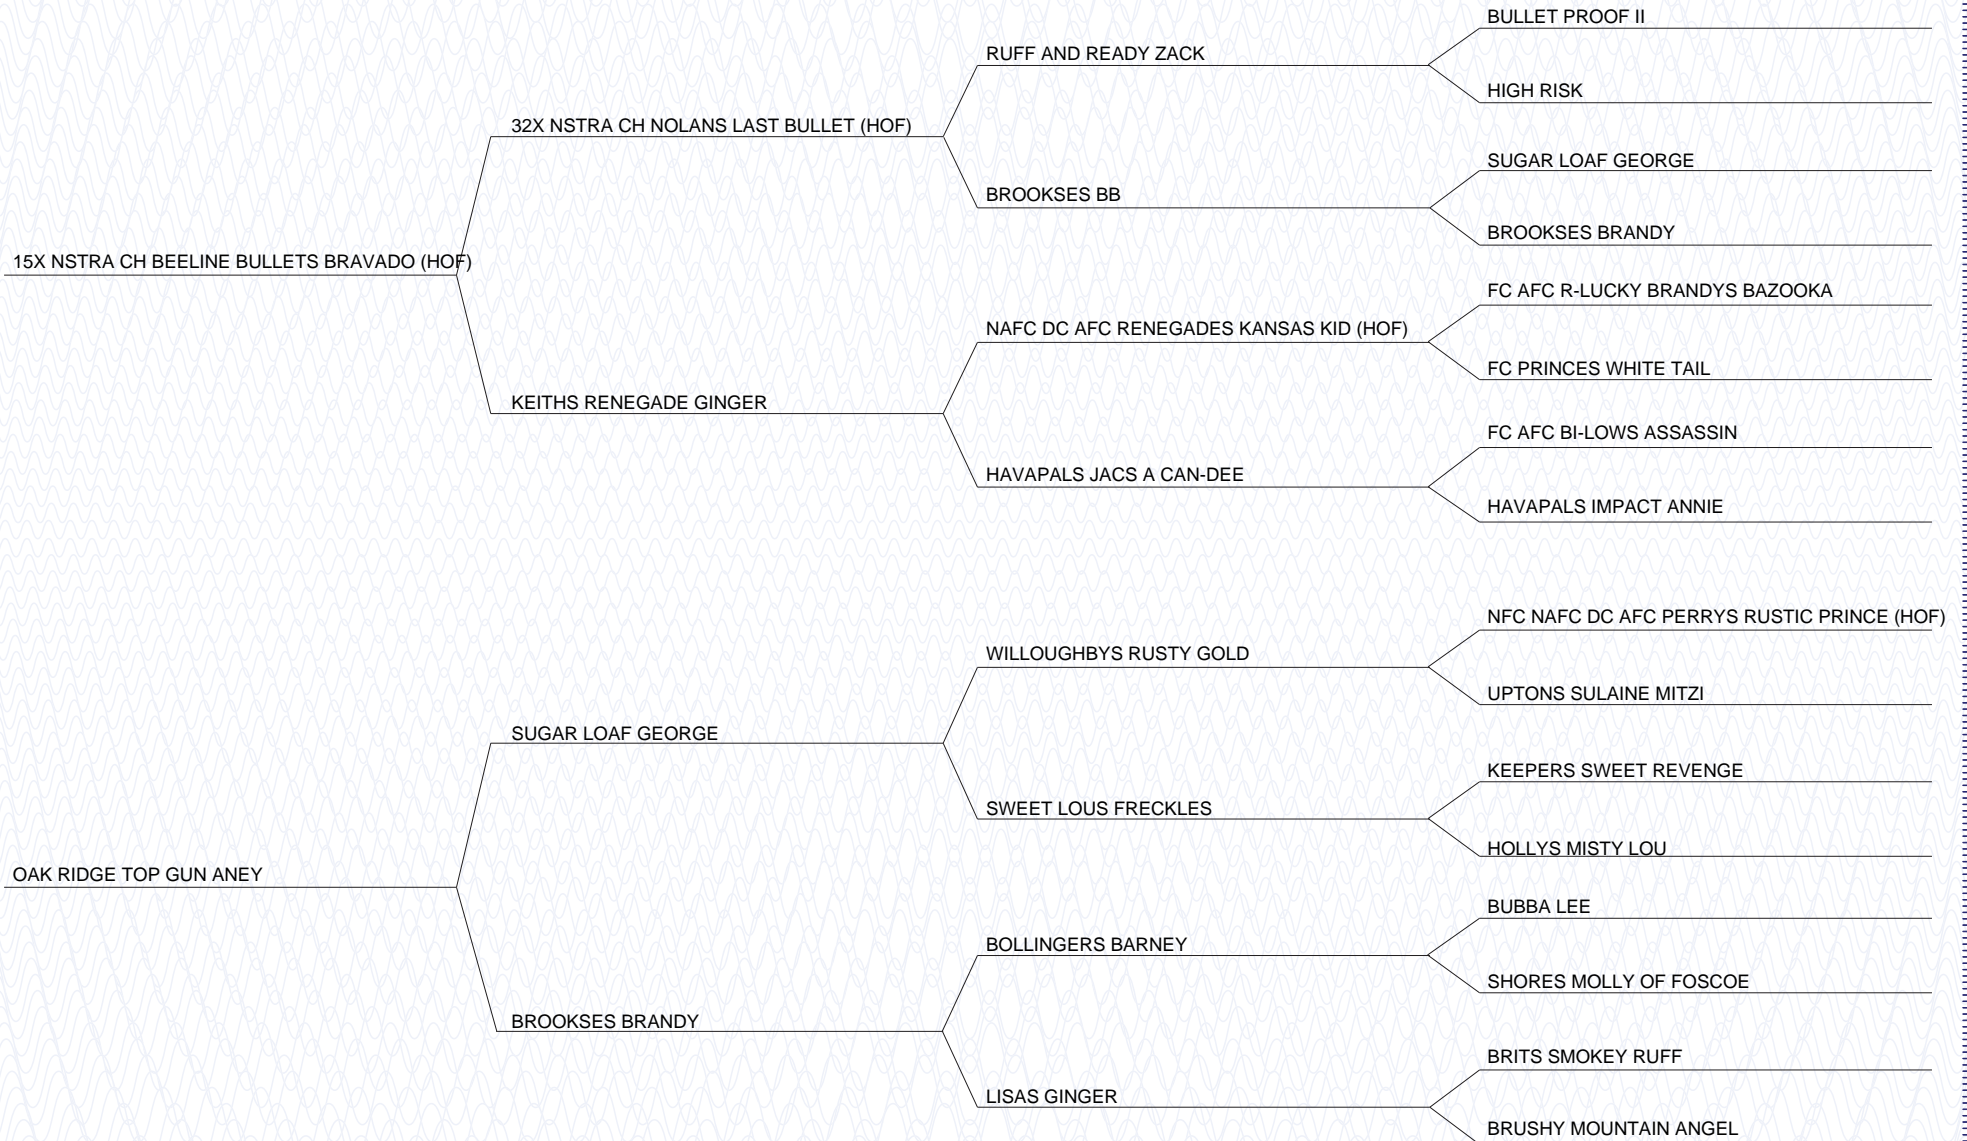 BULLET PROOF II
RUFF AND READY ZACK
HIGH RISK
32X NSTRA CH NOLANS LAST BULLET (HOF)
SUGAR LOAF GEORGE
BROOKSES BB
BROOKSES BRANDY
15X NSTRA CH BEELINE BULLETS BRAVADO (HOF)
FC AFC R-LUCKY BRANDYS BAZOOKA
NAFC DC AFC RENEGADES KANSAS KID (HOF)
FC PRINCES WHITE TAIL
KEITHS RENEGADE GINGER
FC AFC BI-LOWS ASSASSIN
HAVAPALS JACS A CAN-DEE
HAVAPALS IMPACT ANNIE
NFC NAFC DC AFC PERRYS RUSTIC PRINCE (HOF)
WILLOUGHBYS RUSTY GOLD
UPTONS SULAINE MITZI
SUGAR LOAF GEORGE
KEEPERS SWEET REVENGE
SWEET LOUS FRECKLES
HOLLYS MISTY LOU
OAK RIDGE TOP GUN ANEY
BUBBA LEE
BOLLINGERS BARNEY
SHORES MOLLY OF FOSCOE
BROOKSES BRANDY
BRITS SMOKEY RUFF
LISAS GINGER
BRUSHY MOUNTAIN ANGEL